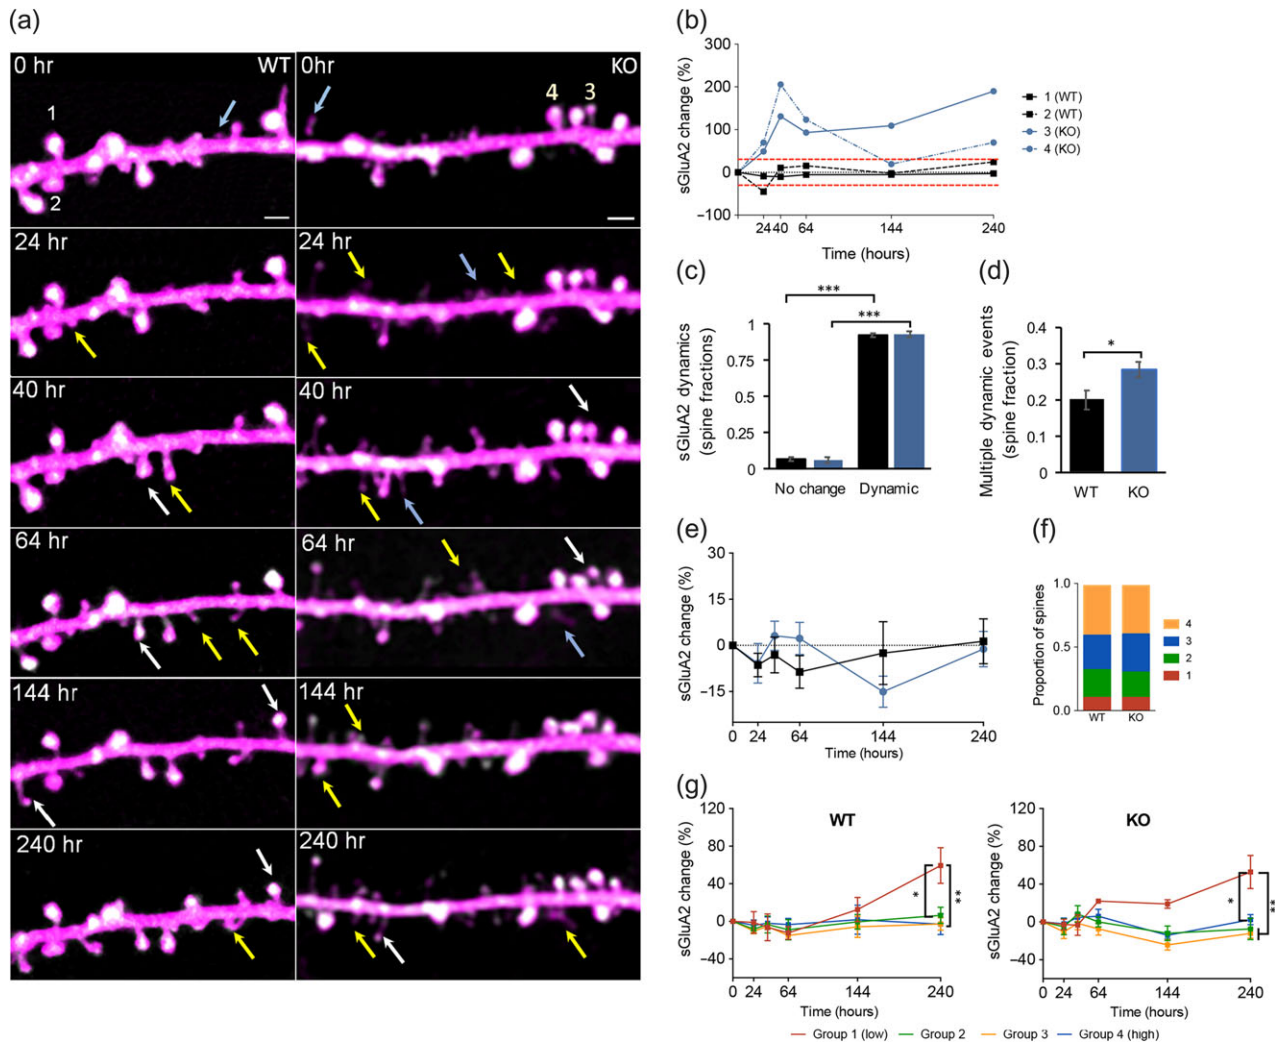 (a)
0 hr WT
1
2
0hr KO
4 3
24 hr
24 hr
40 hr
40 hr
64 hr
64 hr
144 hr
144 hr
240 hr
240 hr
(b)
sGluA2 change (%)
300
200
100
0
−100
24 40 64 144 240
Time (hours)
1 (WT)
2 (WT)
3 (KO)
4 (KO)
(c)
sGluA2 dynamics
(spine fractions)
1
0.75
0.5
0.25
0
***
***
No change Dynamic
(d)
Multiple dynamic events
(spine fraction)
0.4
0.3
0.2
0.1
0
*
WT KO
(e)
sGluA2 change (%)
30
15
0
−15
0 24 64 144 240
Time (hours)
(f)
Proportion of spines
1.0
0.5
0.0
WT KO
4
3
2
1
(g)
sGluA2 change (%)
120
80
40
0
−40
WT
*
**
0 24 64 144 240
Time (hours)
sGluA2 change (%)
120
80
40
0
−40
KO
*
**
0 24 64 144 240
Time (hours)
Group 1 (low) Group 2 Group 3 Group 4 (high)